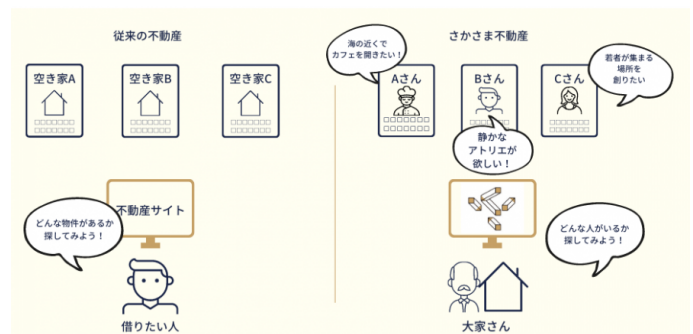 従来の不動産
空き家A
空き家B
空き家C
不動産サイト
どんな物件があるか
探してみよう！
借りたい人
さかさま不動産
海の近くで
カフェを開きたい！
Aさん
Bさん
Cさん
若者が集まる
場所を
創りたい
静かな
アトリエが
欲しい！
どんな人がいるか
探してみよう！
大家さん